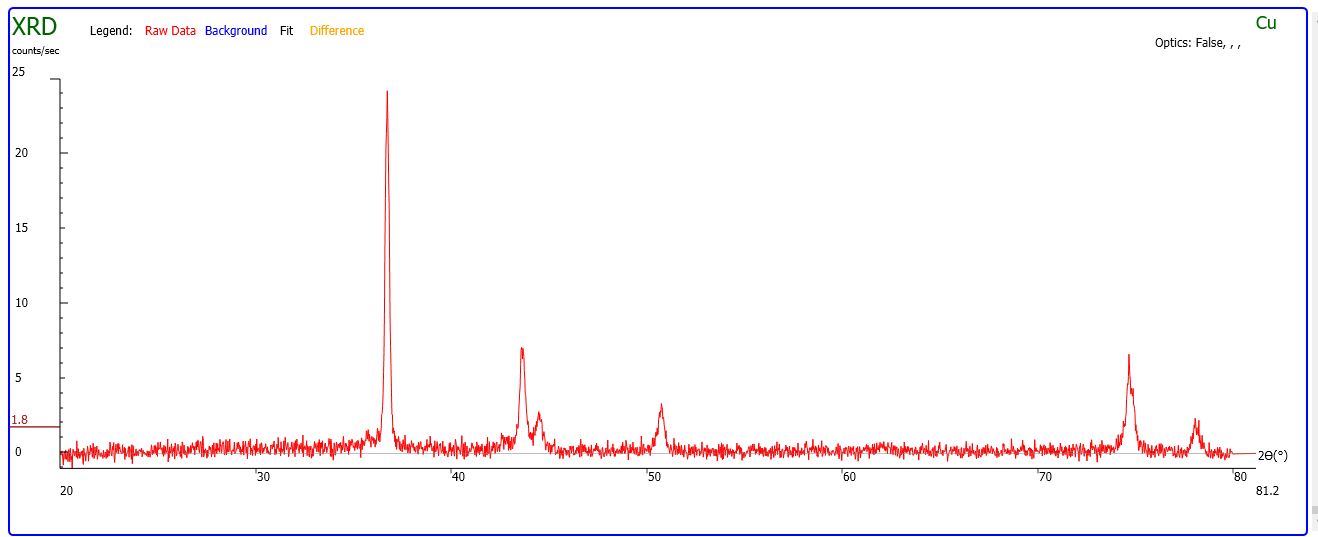 XRD
Legend: Raw Data Background Fit Difference
Cu
Optics: False, , ,
counts/sec
25
20
15
10
5
1.8
0
2Θ(°)
30 40 50 60 70 80
20 81.2